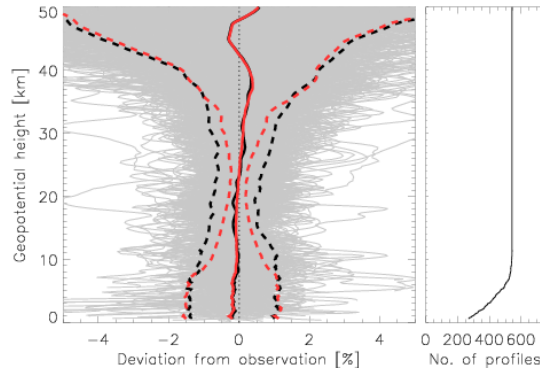 50
40
30
20
10
0
Geopotential height [km]
−4 −2 0 2 4
Deviation from observation [%]
0 200 400 600 800
No. of profiles